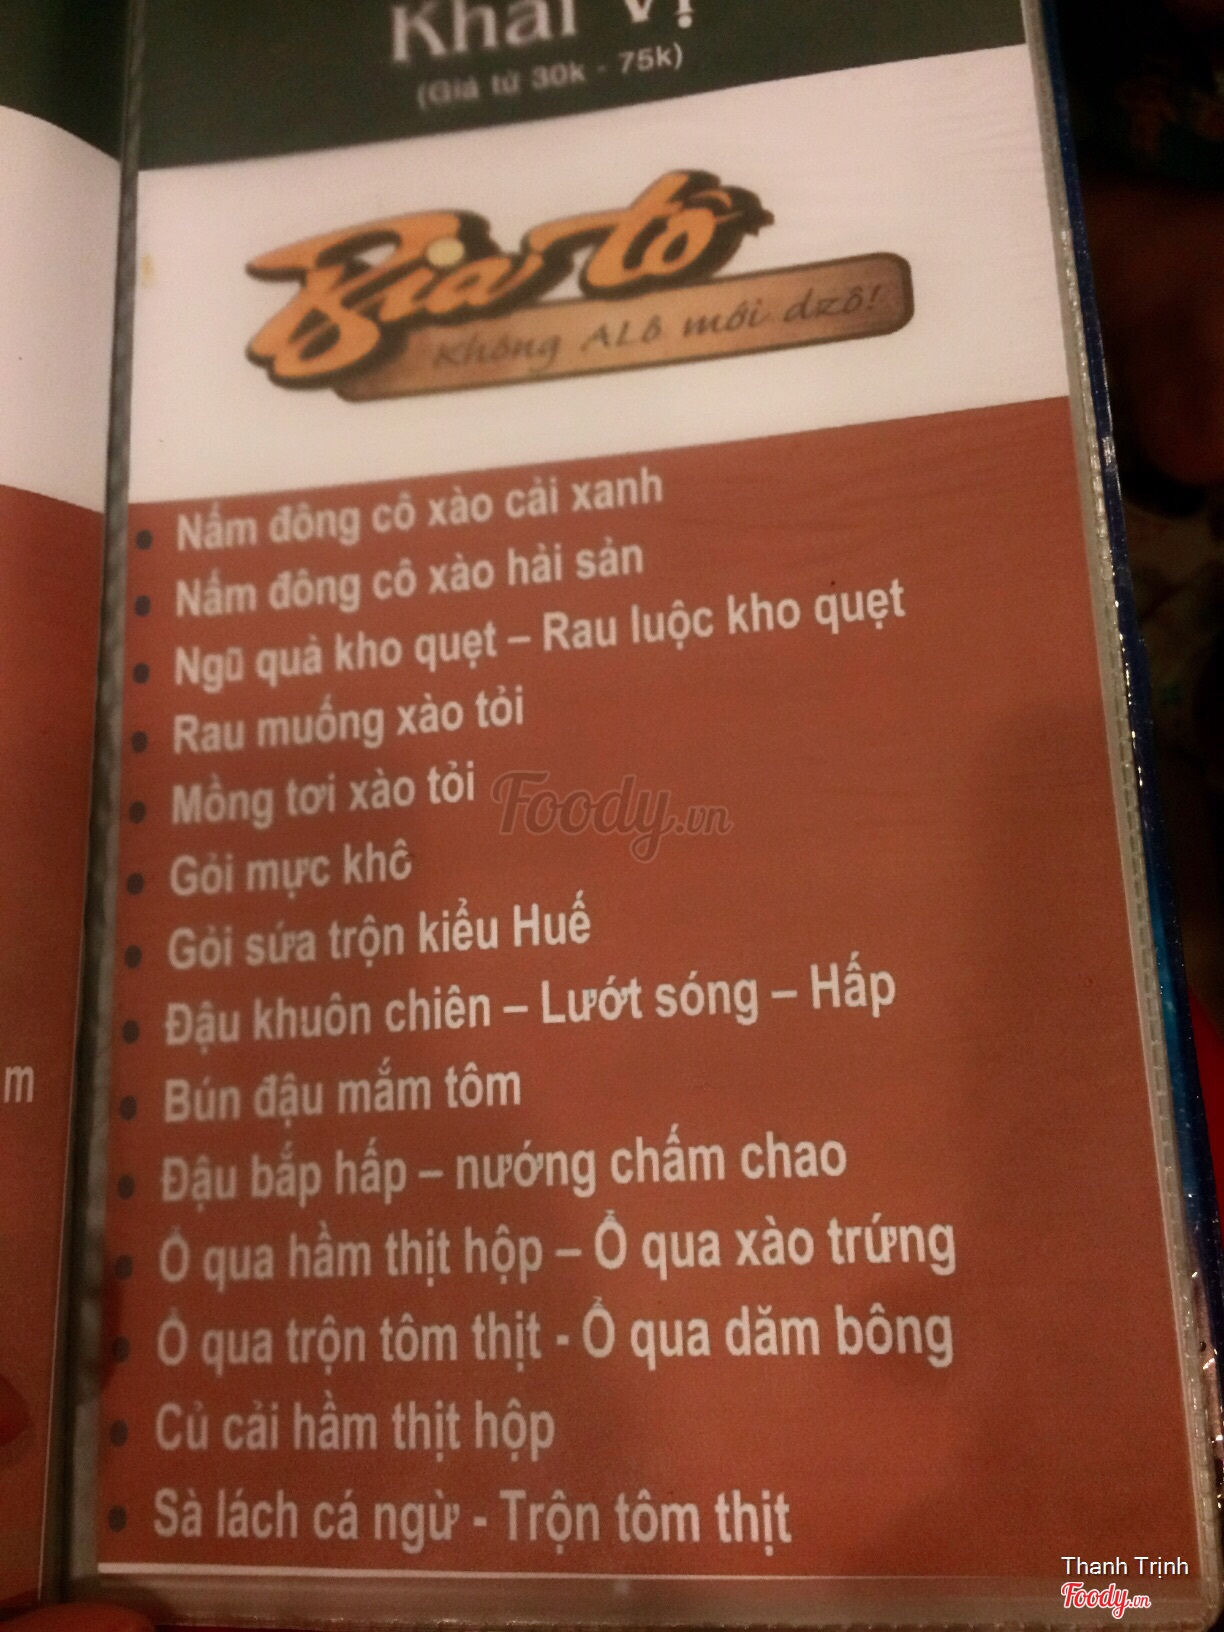 Khai Vị
(Giá từ 30k - 75k)
Bia tô
Không ALô mới dzô!
• Nấm đông cô xào cải xanh
• Nấm đông cô xào hải sản
• Ngũ quả kho quẹt – Rau luộc kho quẹt
• Rau muống xào tỏi
• Mồng tơi xào tỏi
• Gỏi mực khô
• Gỏi sứa trộn kiểu Huế
• Đậu khuôn chiên – Lướt sóng – Hấp
• Bún đậu mắm tôm
• Đậu bắp hấp – nướng chấm chao
• Ổ qua hầm thịt hộp – Ổ qua xào trứng
• Ổ qua trộn tôm thịt - Ổ qua dăm bông
• Củ cải hầm thịt hộp
• Sà lách cá ngừ - Trộn tôm thịt
m
Foody.vn
Thanh Trịnh
Foody.vn